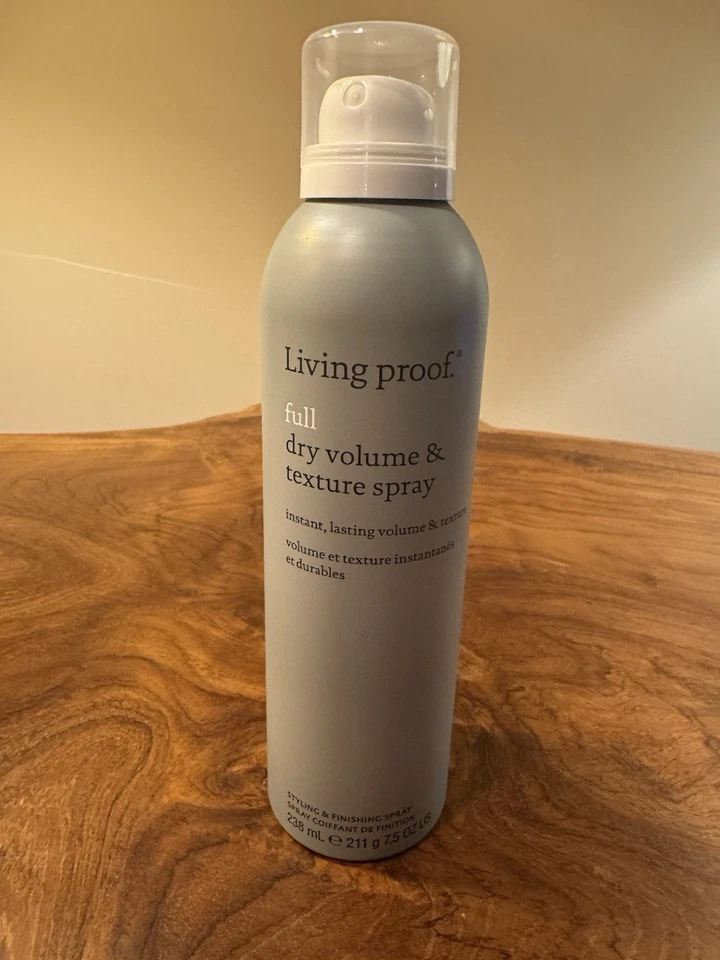 Living proof.®
full
dry volume &
texture spray
instant, lasting volume & texture
volume et texture instantanés
et durables
STYLING & FINISHING SPRAY
SPRAY COIFFANT DE FINITION
238 mL ℮ 211 g 7.5 OZ US